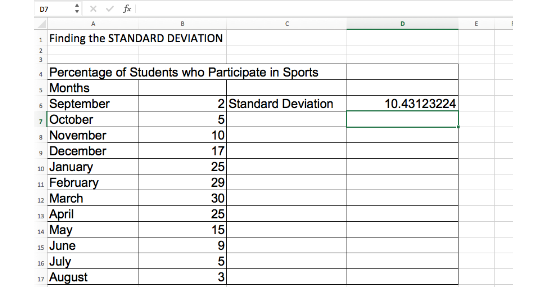 D7 fx
A B C D E
1 Finding the STANDARD DEVIATION
2
3
4 Percentage of Students who Participate in Sports
5 Months
6 September 2 Standard Deviation 10.43123224
7 October 5
8 November 10
9 December 17
10 January 25
11 February 29
12 March 30
13 April 25
14 May 15
15 June 9
16 July 5
17 August 3